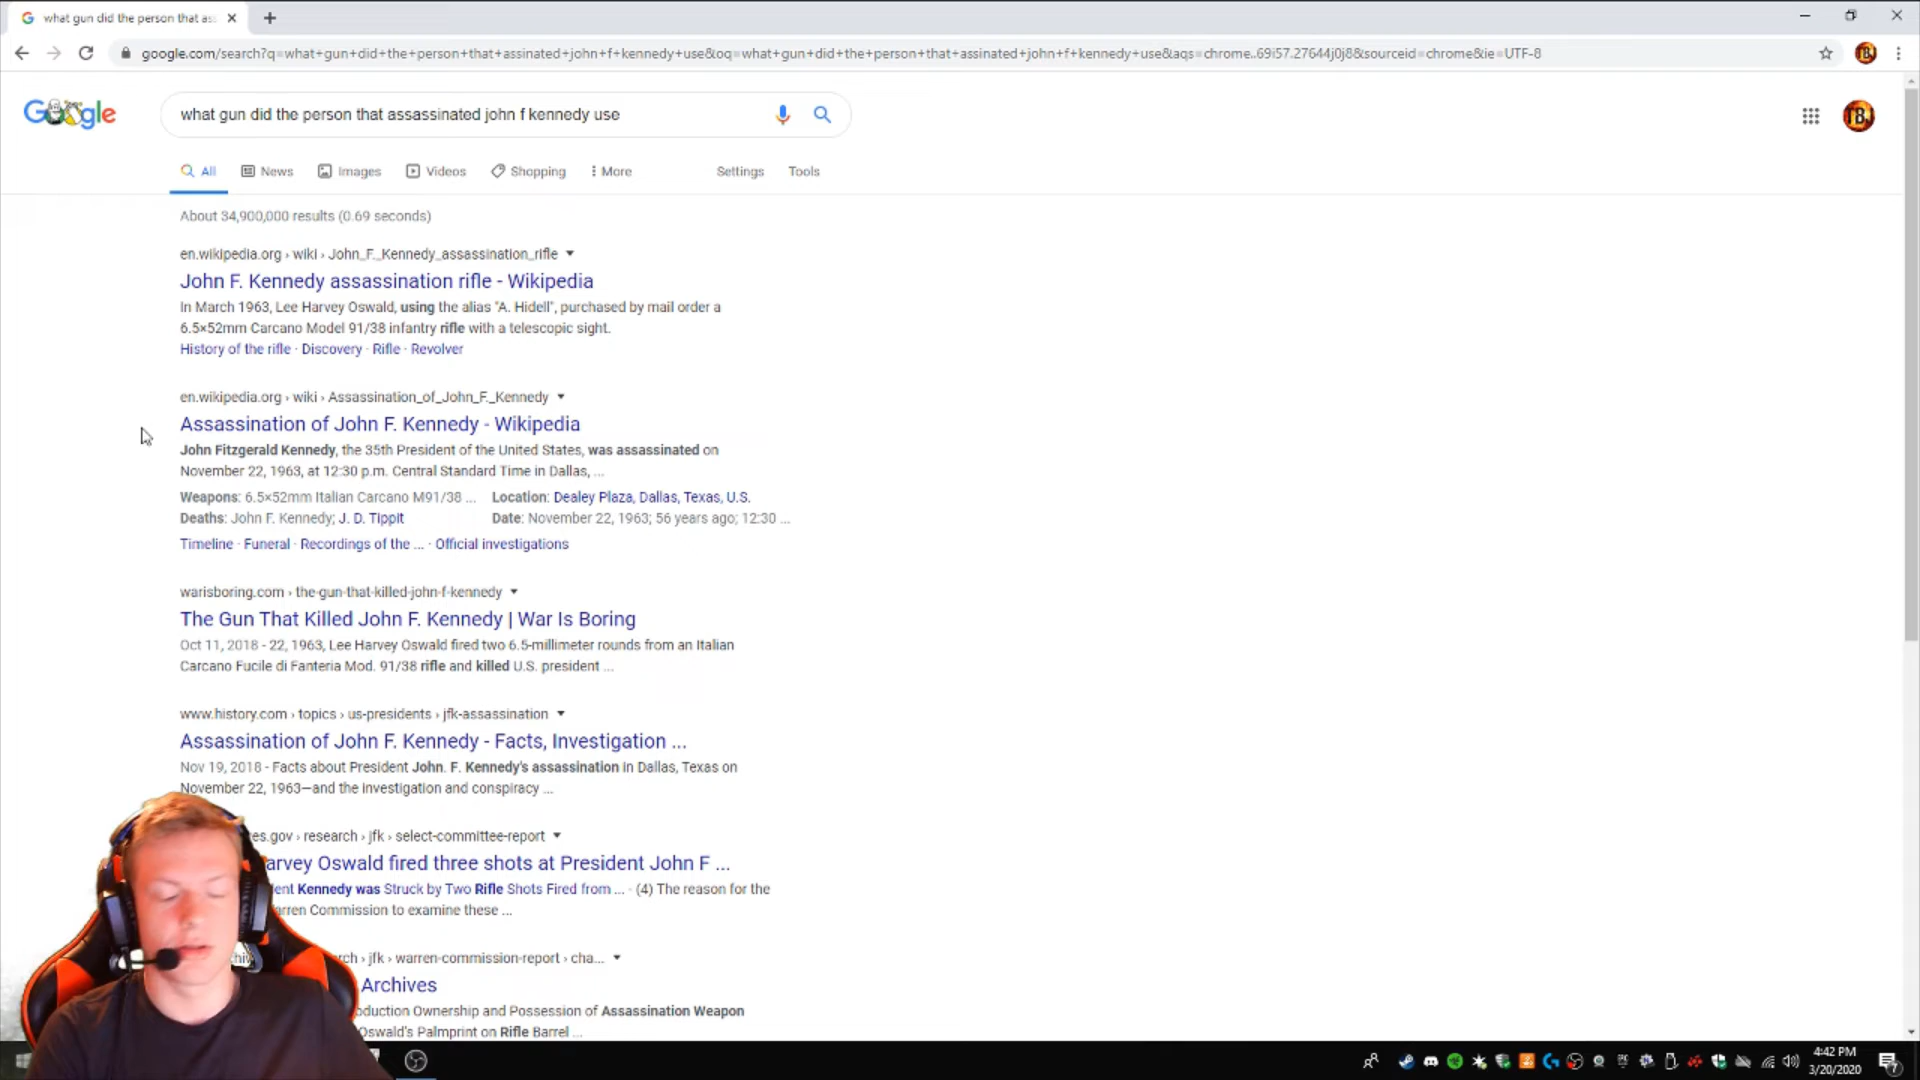 what gun did the person that as
google.com/search?q=what+gun+did+the+person+that+assinated+john+f+kennedy+use&oq=what+gun+did+the+person+that+assinated+john+f+kennedy+use&aqs=chrome..69i57.27644j0j8&sourceid=chrome&ie=UTF-8
Google
what gun did the person that assassinated john f kennedy use
TBJ
All News Images Videos Shopping More Settings Tools
About 34,900,000 results (0.69 seconds)
en.wikipedia.org › wiki › John_F._Kennedy_assassination_rifle
John F. Kennedy assassination rifle - Wikipedia
In March 1963, Lee Harvey Oswald, using the alias "A. Hidell", purchased by mail order a
6.5×52mm Carcano Model 91/38 infantry rifle with a telescopic sight.
History of the rifle · Discovery · Rifle · Revolver
en.wikipedia.org › wiki › Assassination_of_John_F._Kennedy
Assassination of John F. Kennedy - Wikipedia
John Fitzgerald Kennedy, the 35th President of the United States, was assassinated on
November 22, 1963, at 12:30 p.m. Central Standard Time in Dallas, ...
Weapons: 6.5×52mm Italian Carcano M91/38 ... Location: Dealey Plaza, Dallas, Texas, U.S.
Deaths: John F. Kennedy; J. D. Tippit Date: November 22, 1963; 56 years ago; 12:30 ...
Timeline · Funeral · Recordings of the ... · Official investigations
warisboring.com › the-gun-that-killed-john-f-kennedy
The Gun That Killed John F. Kennedy | War Is Boring
Oct 11, 2018 - 22, 1963, Lee Harvey Oswald fired two 6.5-millimeter rounds from an Italian
Carcano Fucile di Fanteria Mod. 91/38 rifle and killed U.S. president ...
www.history.com › topics › us-presidents › jfk-assassination
Assassination of John F. Kennedy - Facts, Investigation ...
Nov 19, 2018 - Facts about President John. F. Kennedy's assassination in Dallas, Texas on
November 22, 1963—and the investigation and conspiracy ...
es.gov › research › jfk › select-committee-report
arvey Oswald fired three shots at President John F ...
ent Kennedy was Struck by Two Rifle Shots Fired from ... · (4) The reason for the
arren Commission to examine these ...
rch › jfk › warren-commission-report › cha...
Archives
oduction Ownership and Possession of Assassination Weapon
Oswald's Palmprint on Rifle Barrel ...
4:42 PM
3/20/2020